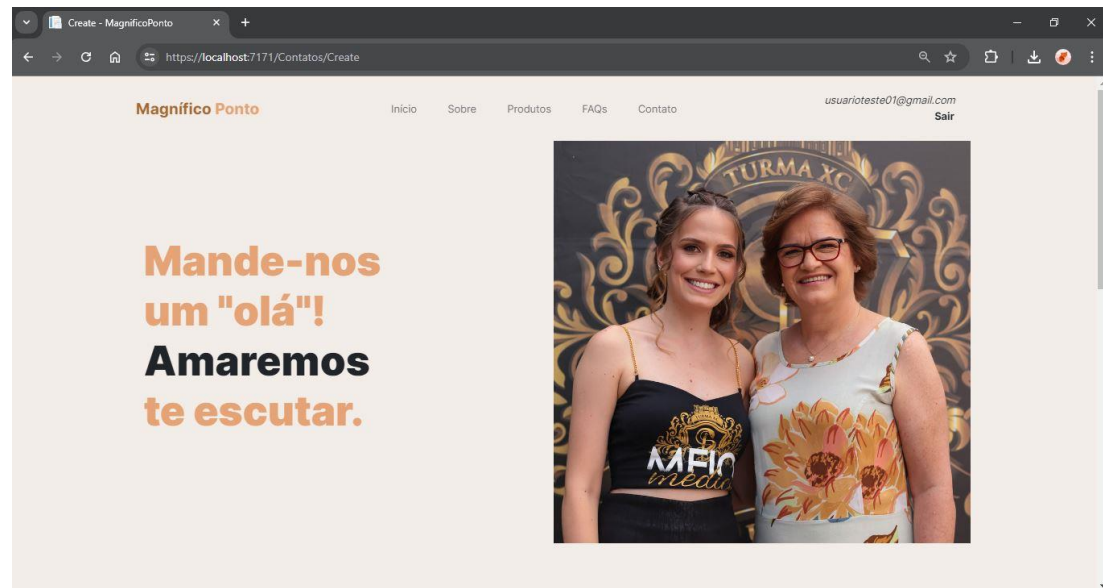 Create - MagnificoPonto
https://localhost:7171/Contatos/Create
Magnífico Ponto
Início Sobre Produtos FAQs Contato
usuarioteste01@gmail.com
Sair
TURMA XC
Mande-nos
um "olá"!
Amaremos
te escutar.
MEIO
médic